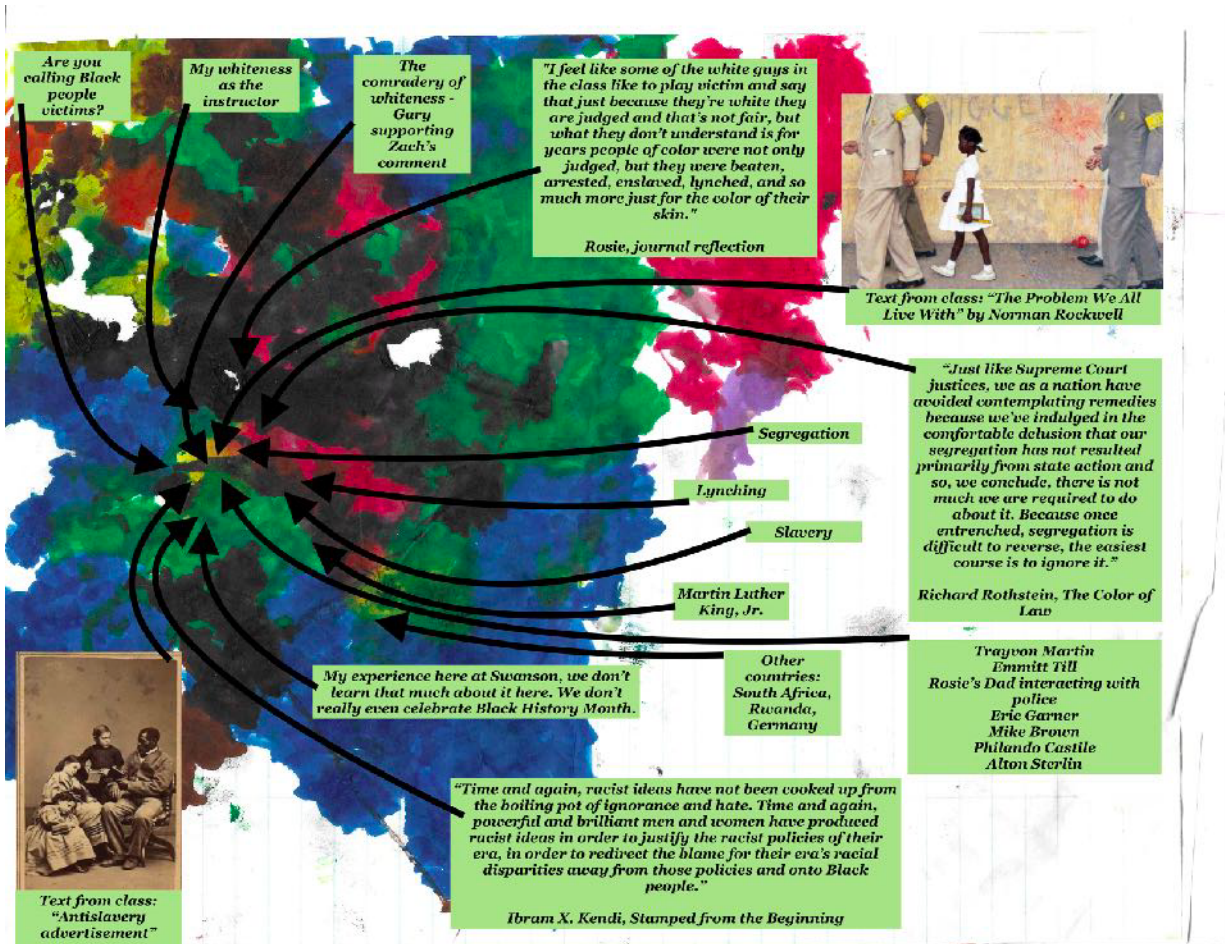 Are you
calling Black
people
victims?
My whiteness
as the
instructor
The
comradery of
whiteness -
Gary
supporting
Zach's
comment
"I feel like some of the white guys in
the class like to play victim and say
that just because they're white they
are judged and that's not fair, but
what they don't understand is for
years people of color were not only
judged, but they were beaten,
arrested, enslaved, lynched, and so
much more just for the color of their
skin."
Rosie, journal reflection
Text from class: "The Problem We All
Live With" by Norman Rockwell
"Just like Supreme Court
justices, we as a nation have
avoided contemplating remedies
because we've indulged in the
comfortable delusion that our
segregation has not resulted
primarily from state action and
so, we conclude, there is not
much we are required to do
about it. Because once
entrenched, segregation is
difficult to reverse, the easiest
course is to ignore it."
Richard Rothstein, The Color of
Law
Segregation
Lynching
Slavery
Martin Luther
King, Jr.
Other
countries:
South Africa,
Rwanda,
Germany
Trayvon Martin
Emmitt Till
Rosie's Dad interacting with
police
Eric Garner
Mike Brown
Philando Castile
Alton Sterlin
My experience here at Swanson, we don't
learn that much about it here. We don't
really even celebrate Black History Month.
"Time and again, racist ideas have not been cooked up from
the boiling pot of ignorance and hate. Time and again,
powerful and brilliant men and women have produced
racist ideas in order to justify the racist policies of their
era, in order to redirect the blame for their era's racial
disparities away from those policies and onto Black
people."
Ibram X. Kendi, Stamped from the Beginning
Text from class:
"Antislavery
advertisement"